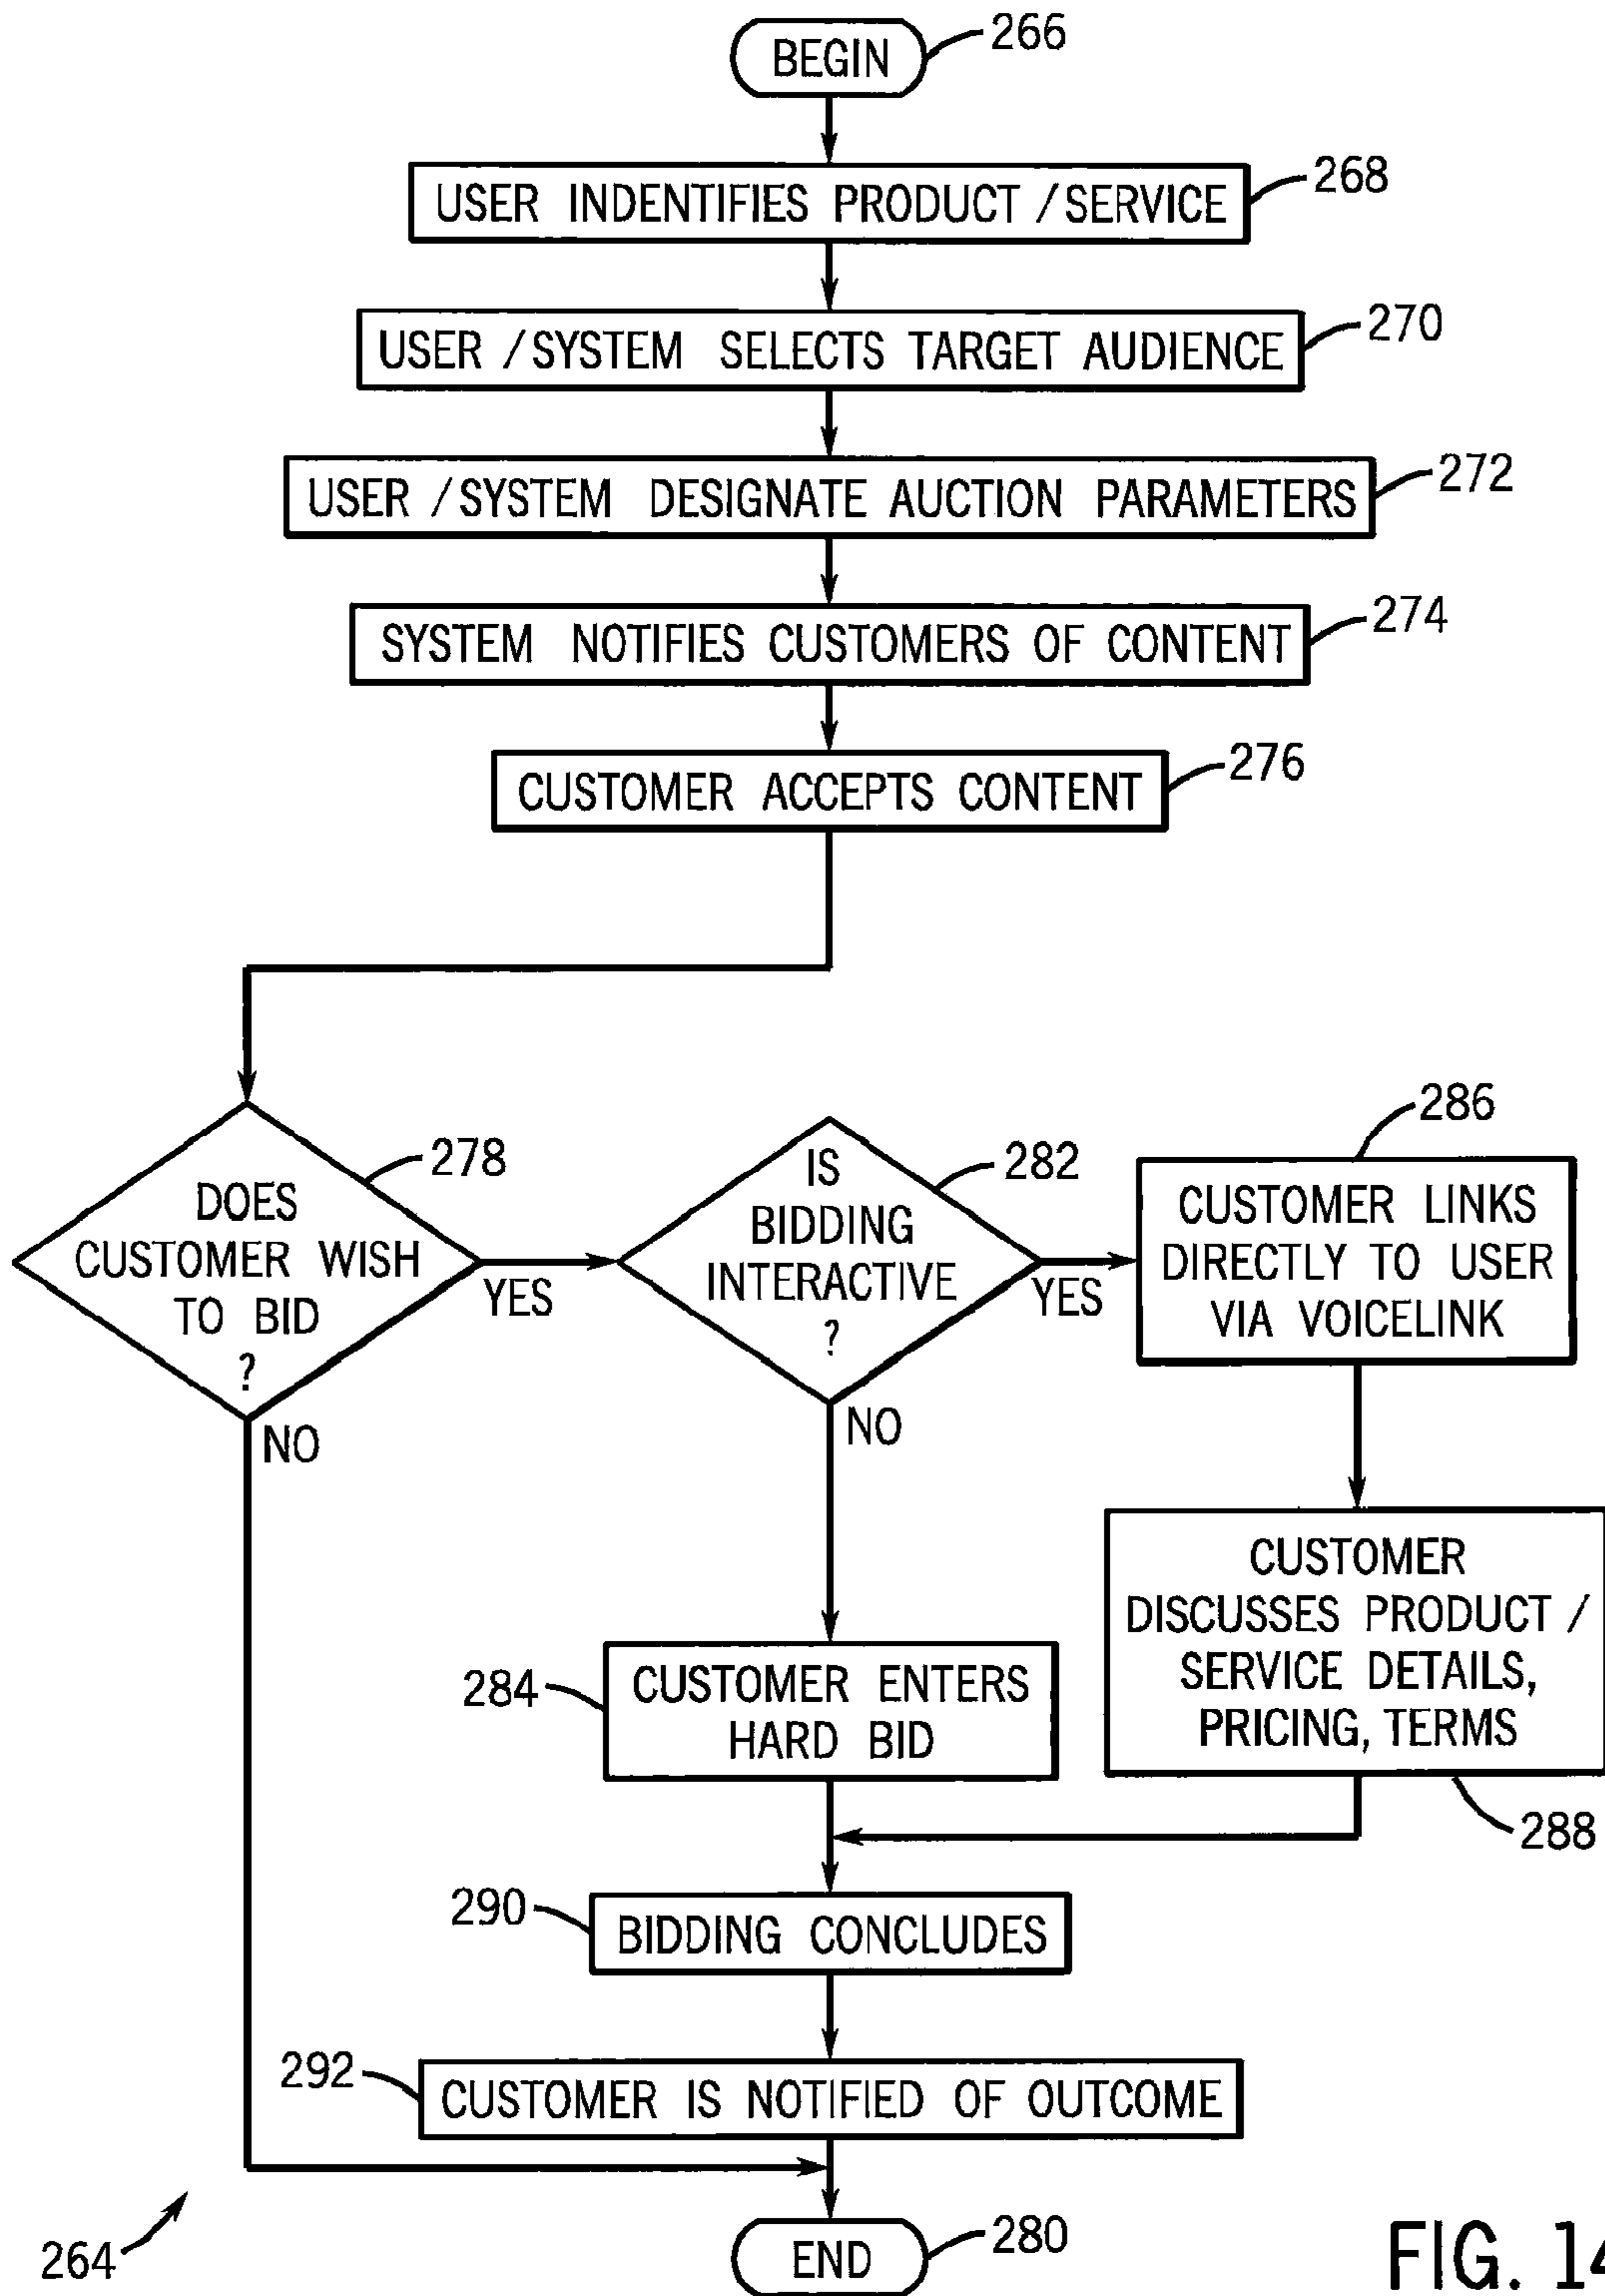 BEGIN
266
USER INDENTIFIES PRODUCT / SERVICE
268
USER / SYSTEM SELECTS TARGET AUDIENCE
270
USER / SYSTEM DESIGNATE AUCTION PARAMETERS
272
SYSTEM NOTIFIES CUSTOMERS OF CONTENT
274
CUSTOMER ACCEPTS CONTENT
276
DOES
CUSTOMER WISH
TO BID
?
278
YES
NO
IS
BIDDING
INTERACTIVE
?
282
YES
NO
286
CUSTOMER LINKS
DIRECTLY TO USER
VIA VOICELINK
CUSTOMER
DISCUSSES PRODUCT /
SERVICE DETAILS,
PRICING, TERMS
288
284
CUSTOMER ENTERS
HARD BID
290
BIDDING CONCLUDES
292
CUSTOMER IS NOTIFIED OF OUTCOME
264
END
280
FIG. 14